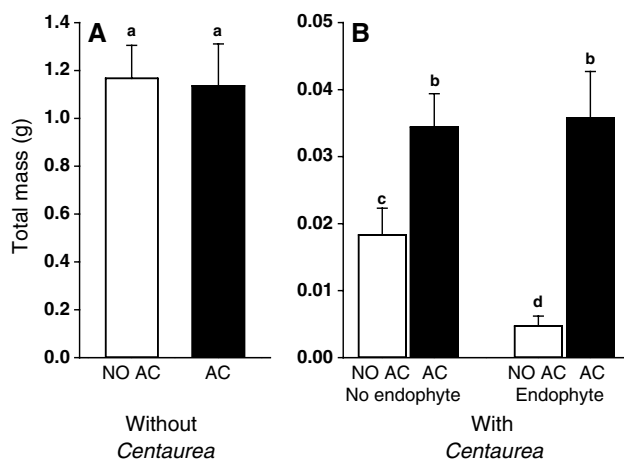 A
B
Total mass (g)
1.4
1.2
1.0
0.8
0.6
0.4
0.2
0.0
a
a
NO AC
AC
Without
Centaurea
0.05
0.04
0.03
0.02
0.01
0.00
c
b
d
b
NO AC AC
NO AC AC
No endophyte
Endophyte
With
Centaurea